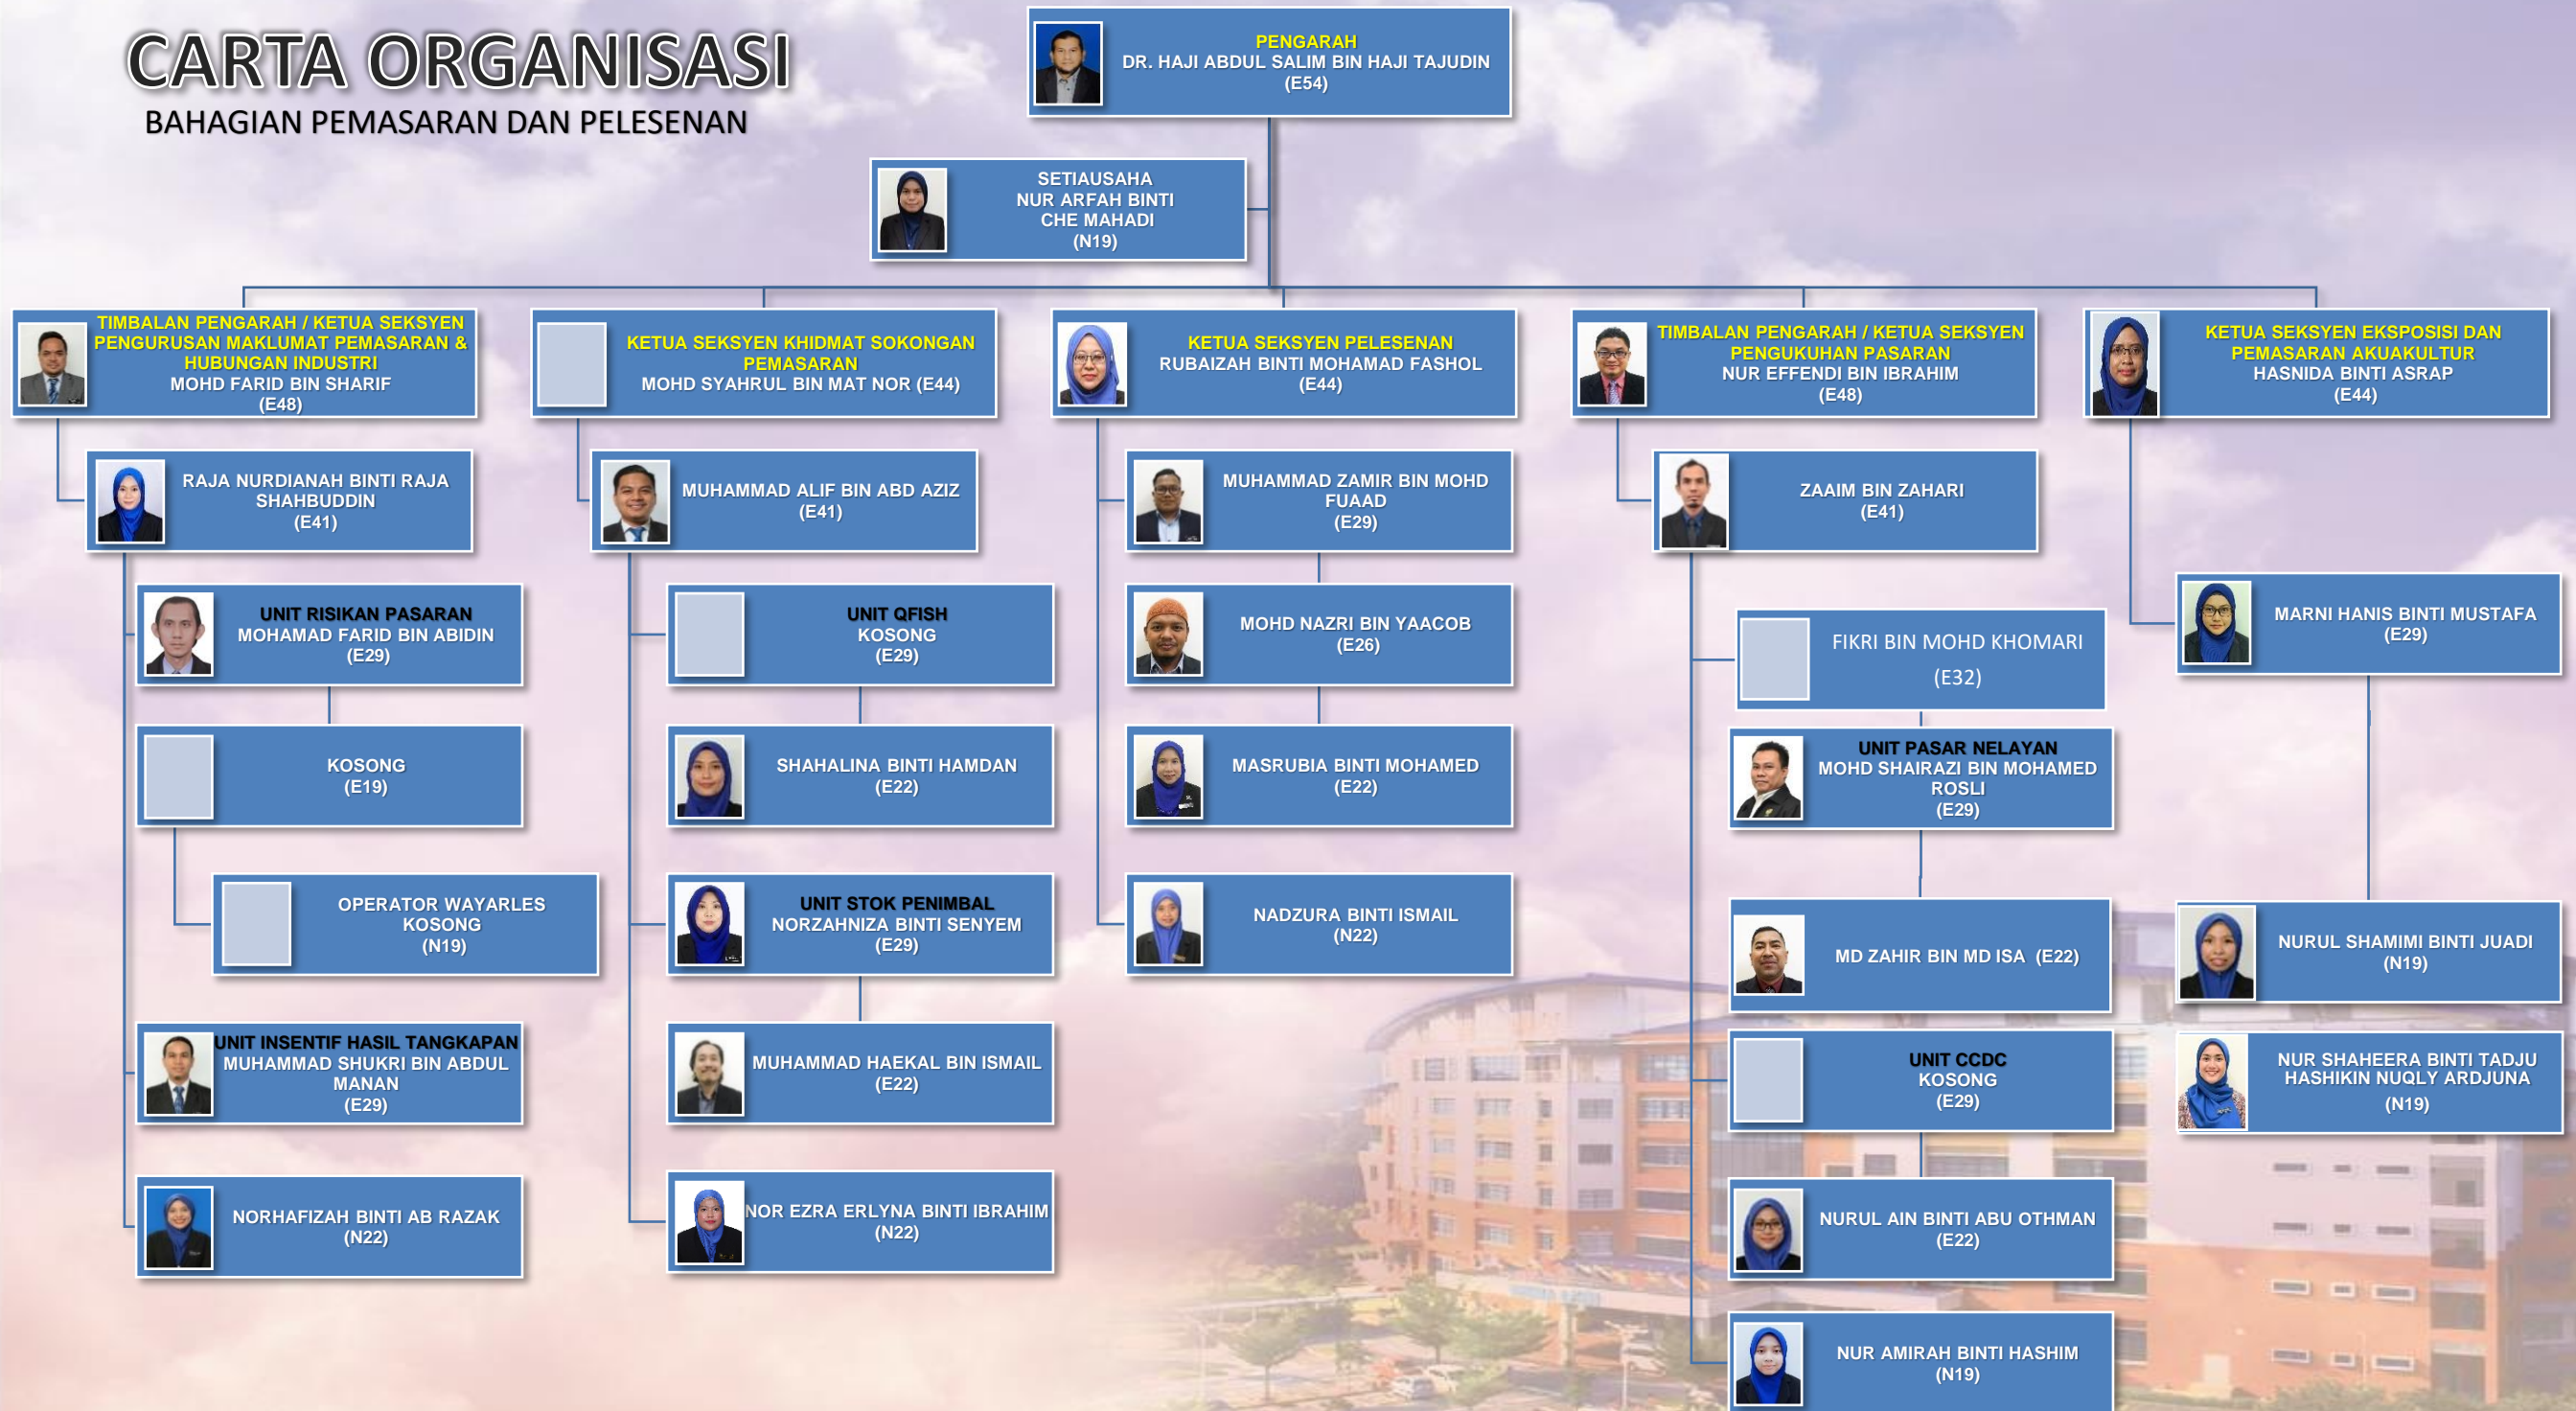 CARTA ORGANISASI
BAHAGIAN PEMASARAN DAN PELESENAN
PENGARAH
DR. HAJI ABDUL SALIM BIN HAJI TAJUDIN
(E54)
SETIAUSAHA
NUR ARFAH BINTI
CHE MAHADI
(N19)
TIMBALAN PENGARAH / KETUA SEKSYEN
PENGURUSAN MAKLUMAT PEMASARAN &
HUBUNGAN INDUSTRI
MOHD FARID BIN SHARIF
(E48)
KETUA SEKSYEN KHIDMAT SOKONGAN
PEMASARAN
MOHD SYAHRUL BIN MAT NOR (E44)
KETUA SEKSYEN PELESENAN
RUBAIZAH BINTI MOHAMAD FASHOL
(E44)
TIMBALAN PENGARAH / KETUA SEKSYEN
PENGUKUHAN PASARAN
NUR EFFENDI BIN IBRAHIM
(E48)
KETUA SEKSYEN EKSPOSISI DAN
PEMASARAN AKUAKULTUR
HASNIDA BINTI ASRAP
(E44)
RAJA NURDIANAH BINTI RAJA
SHAHBUDDIN
(E41)
MUHAMMAD ALIF BIN ABD AZIZ
(E41)
MUHAMMAD ZAMIR BIN MOHD
FUAAD
(E29)
ZAAIM BIN ZAHARI
(E41)
UNIT RISIKAN PASARAN
MOHAMAD FARID BIN ABIDIN
(E29)
UNIT QFISH
KOSONG
(E29)
MOHD NAZRI BIN YAACOB
(E26)
FIKRI BIN MOHD KHOMARI
(E32)
MARNI HANIS BINTI MUSTAFA
(E29)
KOSONG
(E19)
SHAHALINA BINTI HAMDAN
(E22)
MASRUBIA BINTI MOHAMED
(E22)
UNIT PASAR NELAYAN
MOHD SHAIRAZI BIN MOHAMED
ROSLI
(E29)
OPERATOR WAYARLES
KOSONG
(N19)
UNIT STOK PENIMBAL
NORZAHNIZA BINTI SENYEM
(E29)
NADZURA BINTI ISMAIL
(N22)
MD ZAHIR BIN MD ISA (E22)
NURUL SHAMIMI BINTI JUADI
(N19)
UNIT INSENTIF HASIL TANGKAPAN
MUHAMMAD SHUKRI BIN ABDUL
MANAN
(E29)
MUHAMMAD HAEKAL BIN ISMAIL
(E22)
UNIT CCDC
KOSONG
(E29)
NUR SHAHEERA BINTI TADJU
HASHIKIN NUQLY ARDJUNA
(N19)
NORHAFIZAH BINTI AB RAZAK
(N22)
NOR EZRA ERLYNA BINTI IBRAHIM
(N22)
NURUL AIN BINTI ABU OTHMAN
(E22)
NUR AMIRAH BINTI HASHIM
(N19)